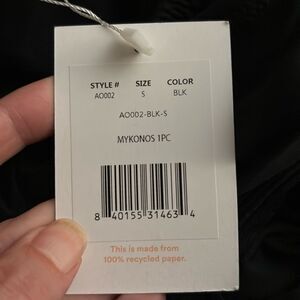 STYLE # SIZE COLOR
AO002 S BLK
AO002-BLK-S
MYKONOS 1PC
8 40155 31463 4
This is made from
100% recycled paper.